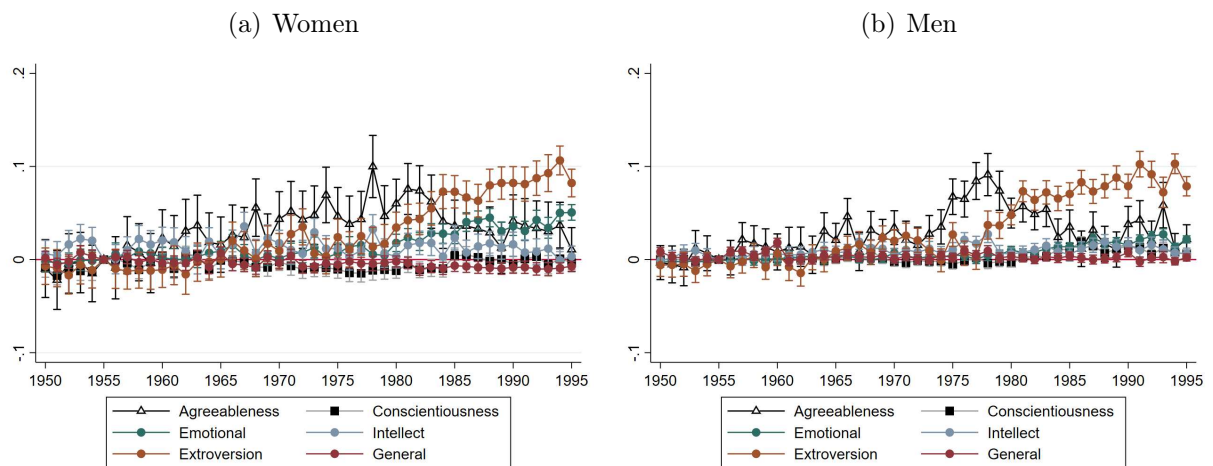 (a) Women
.2
.1
0
-.1
1950 1955 1960 1965 1970 1975 1980 1985 1990 1995
Agreeableness Conscientiousness
Emotional Intellect
Extroversion General
(b) Men
.2
.1
0
-.1
1950 1955 1960 1965 1970 1975 1980 1985 1990 1995
Agreeableness Conscientiousness
Emotional Intellect
Extroversion General